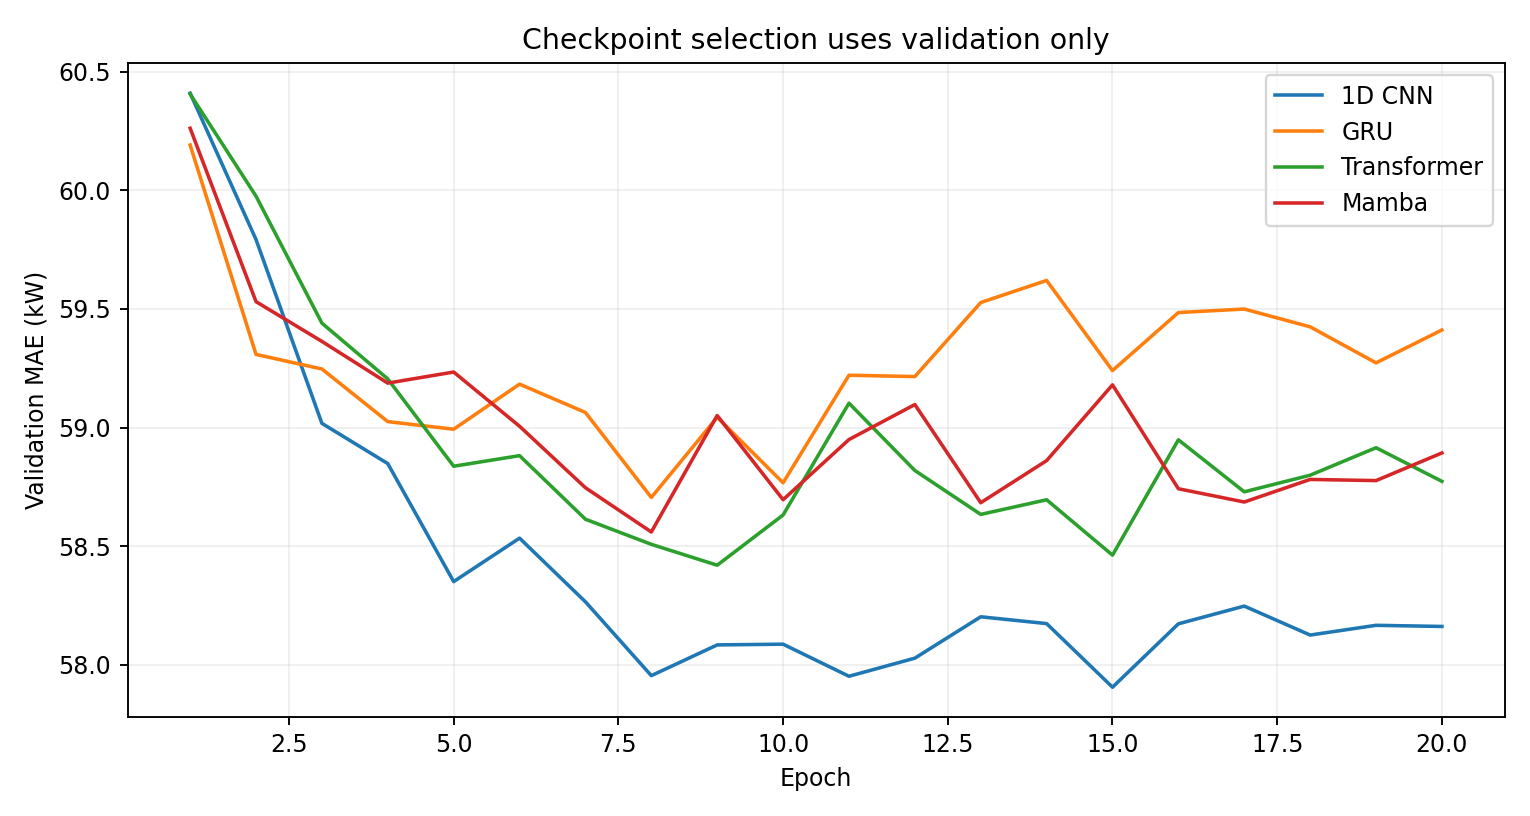 Checkpoint selection uses validation only
60.5
60.0
59.5
59.0
58.5
58.0
Validation MAE (kW)
1D CNN
GRU
Transformer
Mamba
2.5 5.0 7.5 10.0 12.5 15.0 17.5 20.0
Epoch